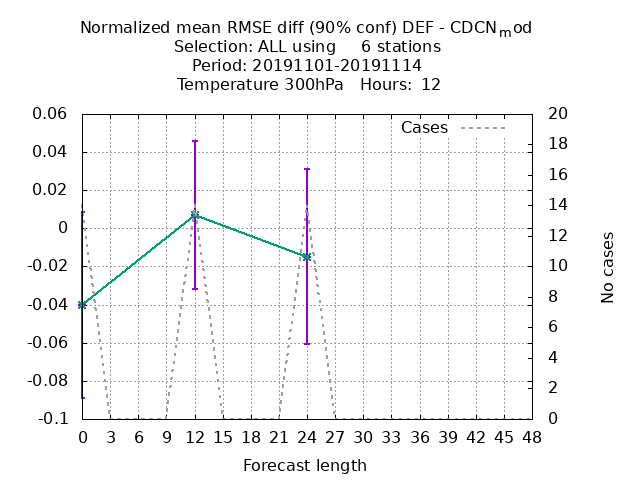 Normalized mean RMSE diff (90% conf) DEF - CDCN_mod
Selection: ALL using     6 stations
Period: 20191101-20191114
Temperature 300hPa   Hours:  12
Cases
0.06
0.04
0.02
0
-0.02
-0.04
-0.06
-0.08
-0.1
20
18
16
14
12
10
8
6
4
2
0
No cases
0 3 6 9 12 15 18 21 24 27 30 33 36 39 42 45 48
Forecast length